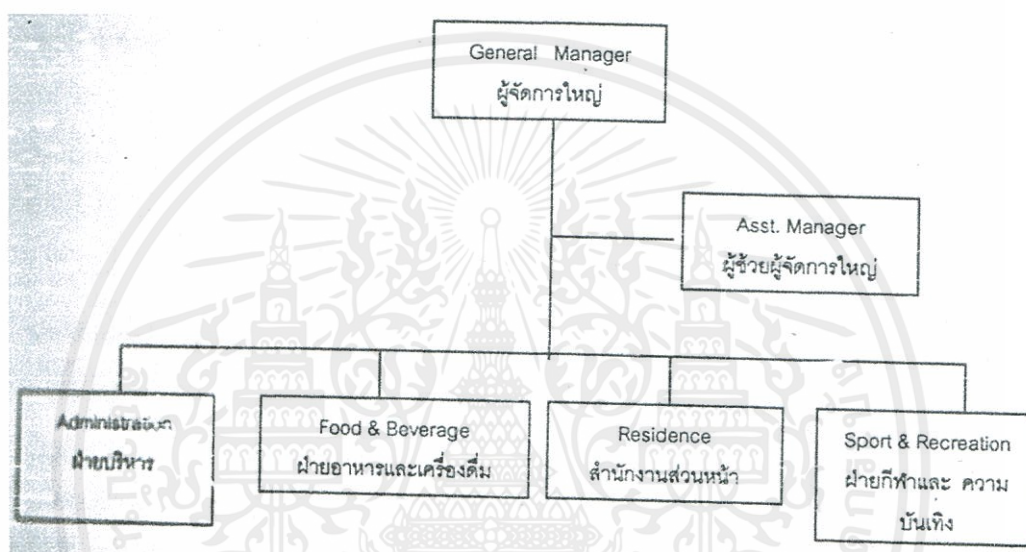 General Manager
ผู้จัดการใหญ่
Asst. Manager
ผู้ช่วยผู้จัดการใหญ่
Administration
ฝ่ายบริหาร
Food & Beverage
ฝ่ายอาหารและเครื่องดื่ม
Residence
สำนักงานส่วนหน้า
Sport & Recreation
ฝ่ายกีฬาและ ความ
บันเทิง